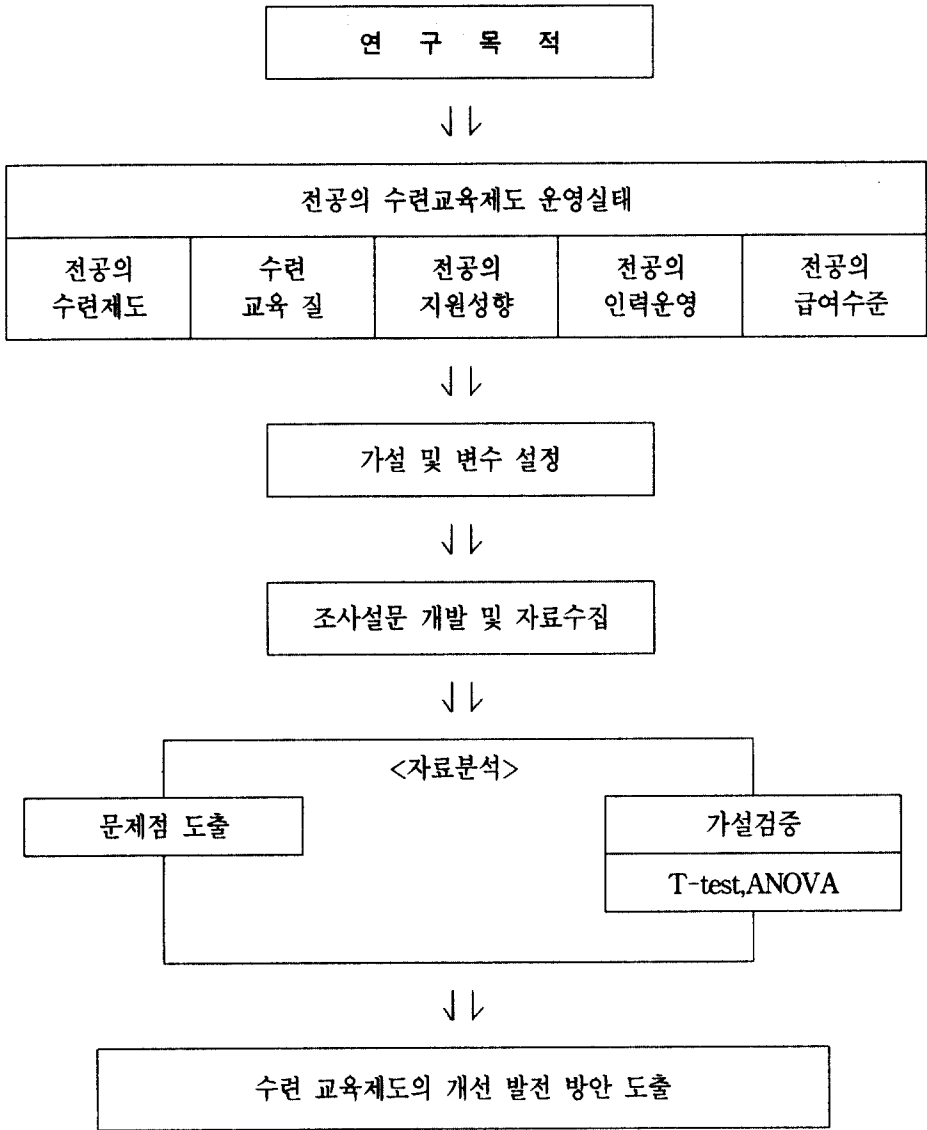 연 구 목 적
전공의 수련교육제도 운영실태
전공의
수련제도
수련
교육 질
전공의
지원성향
전공의
인력운영
전공의
급여수준
가설 및 변수 설정
조사설문 개발 및 자료수집
<자료분석>
문제점 도출
가설검증
T-test,ANOVA
수련 교육제도의 개선 발전 방안 도출